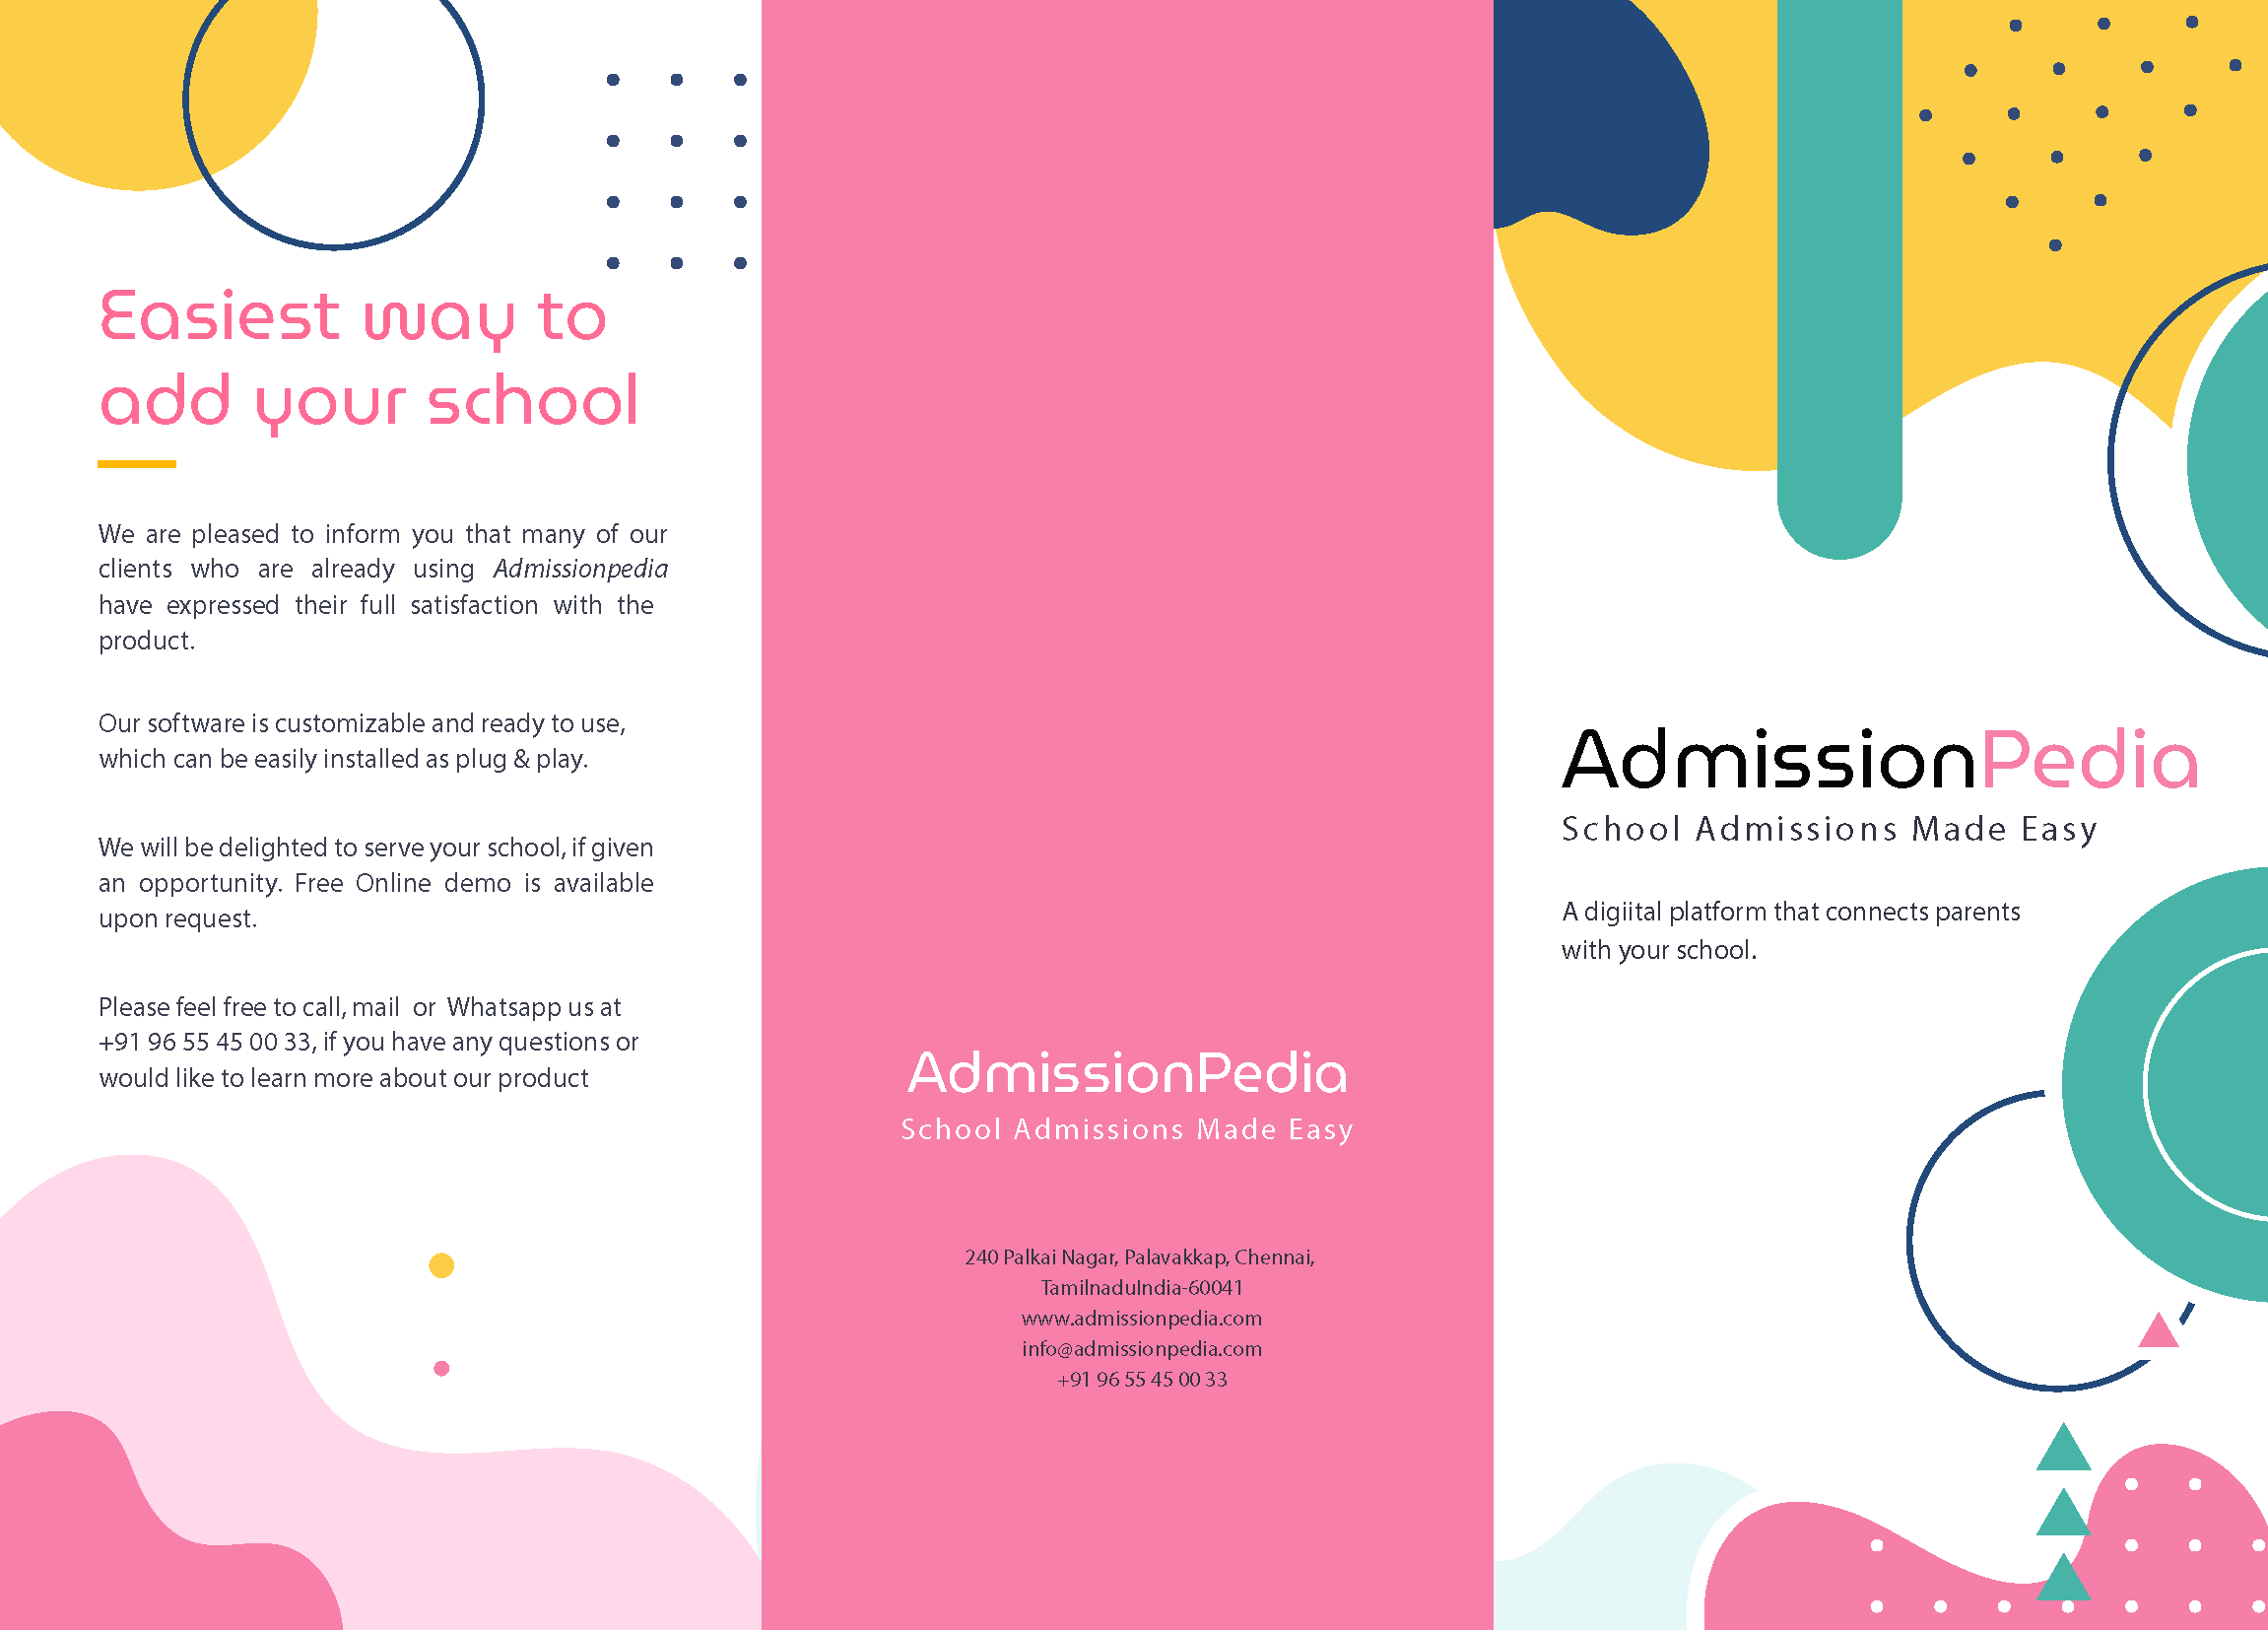 Easiest way to
add your school
We are pleased to inform you that many of our
clients who are already using Admissionpedia
have expressed their full satisfaction with the
product.
Our software is customizable and ready to use,
which can be easily installed as plug & play.
We will be delighted to serve your school, if given
an opportunity. Free Online demo is available
upon request.
Please feel free to call, mail or Whatsapp us at
+91 96 55 45 00 33, if you have any questions or
would like to learn more about our product
AdmissionPedia
School Admissions Made Easy
240 Palkai Nagar, Palavakkap, Chennai,
TamilnaduIndia-60041
www.admissionpedia.com
info@admissionpedia.com
+91 96 55 45 00 33
AdmissionPedia
School Admissions Made Easy
A digiital platform that connects parents
with your school.